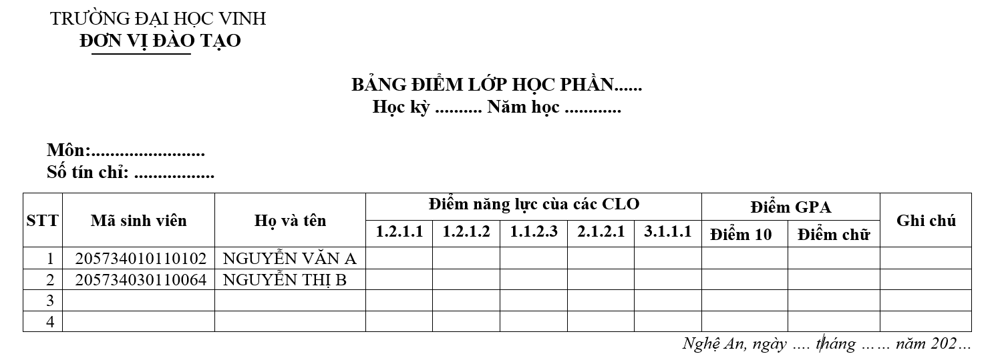 TRƯỜNG ĐẠI HỌC VINH
ĐƠN VỊ ĐÀO TẠO
BẢNG ĐIỂM LỚP HỌC PHẦN......
Học kỳ .......... Năm học ............
Môn:........................
Số tín chỉ: .................
STT Mã sinh viên Họ và tên Điểm năng lực cùa các CLO Điểm GPA Ghi chú
1.2.1.1 1.2.1.2 1.1.2.3 2.1.2.1 3.1.1.1 Điểm 10 Điểm chữ
1 205734010110102 NGUYỄN VĂN A
2 205734030110064 NGUYỄN THỊ B
3
4
Nghệ An, ngày …. tháng …… năm 202…